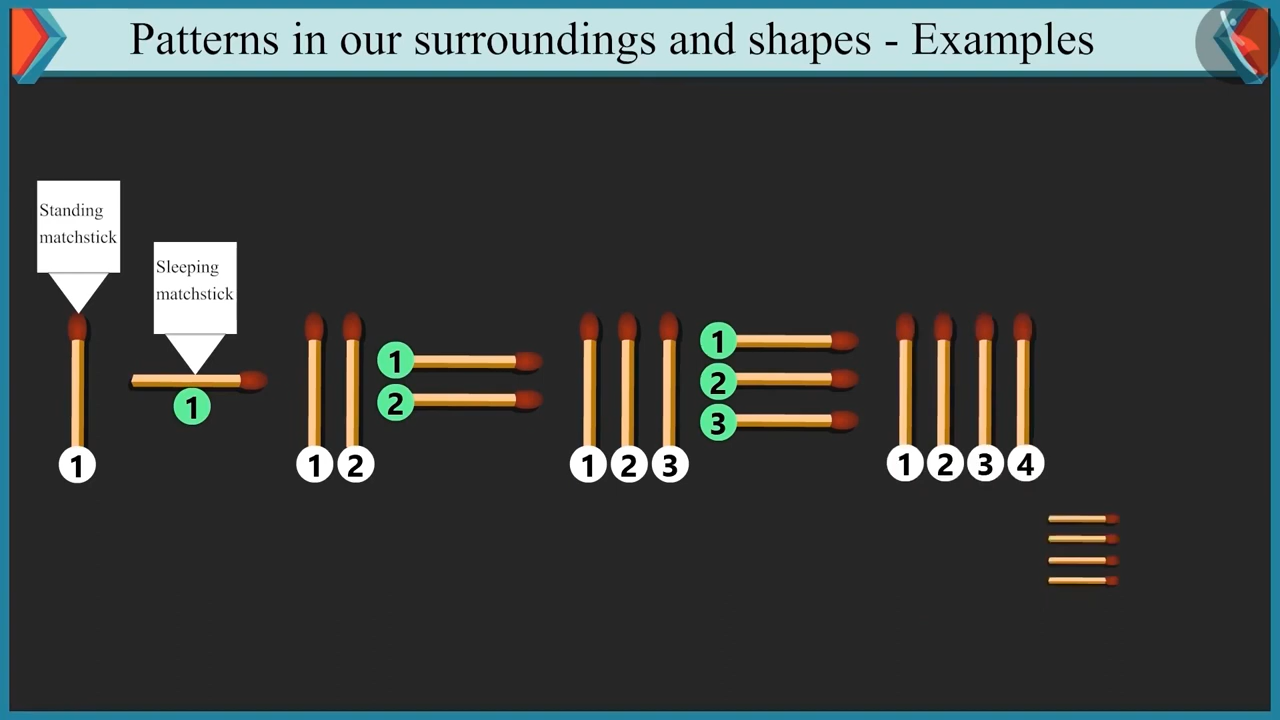 Patterns in our surroundings and shapes - Examples
Standing
matchstick
Sleeping
matchstick
1
1
1 2
1
2
1 2 3
1
2
3
1 2 3 4